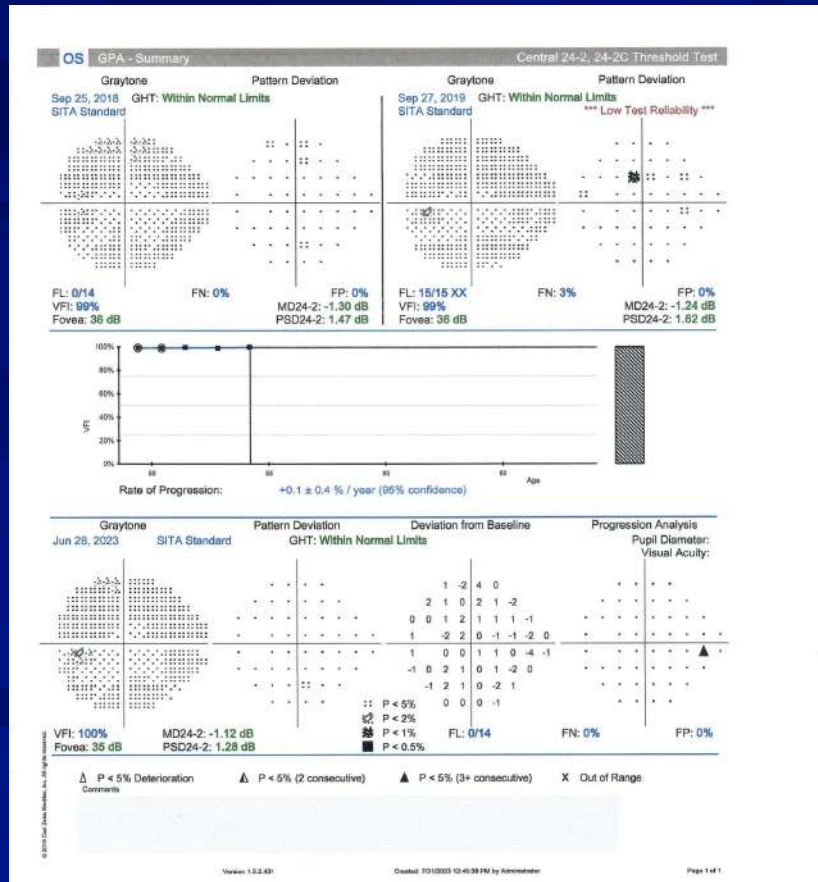 OS GPA - Summary Central 24-2, 24-2C Threshold Test
Graytone Pattern Deviation Graytone Pattern Deviation
Sep 25, 2018 GHT: Within Normal Limits Sep 27, 2019 GHT: Within Normal Limits
SITA Standard SITA Standard *** Low Test Reliability ***
FL: 0/14 FN: 0% FP: 0% FL: 15/15 XX FN: 3% FP: 0%
VFI: 99% MD24-2: -1.30 dB VFI: 99% MD24-2: -1.24 dB
Fovea: 36 dB PSD24-2: 1.47 dB Fovea: 36 dB PSD24-2: 1.62 dB
100%
80%
60%
VFI
40%
20%
0%
Age
Rate of Progression: +0.1 ± 0.4 % / year (95% confidence)
Graytone Pattern Deviation Deviation from Baseline Progression Analysis
Jun 28, 2023 SITA Standard GHT: Within Normal Limits Pupil Diameter:
Visual Acuity:
1 -2 4 0
2 1 0 2 1 -2
0 0 1 2 1 1 1 -1
1 -2 2 0 -1 -1 -2 0
1 0 0 1 1 0 -4 -1
-1 0 2 1 0 1 -2 0
-1 2 1 0 -2 1
0 0 0 -1
P < 5%
P < 2%
P < 1%
P < 0.5%
VFI: 100% MD24-2: -1.12 dB FL: 0/14 FN: 0% FP: 0%
Fovea: 35 dB PSD24-2: 1.28 dB
P < 5% Deterioration P < 5% (2 consecutive) P < 5% (3+ consecutive) X Out of Range
Comments
Created: 7/31/2023 12:46:38 PM by Administrator Page 1 of 1